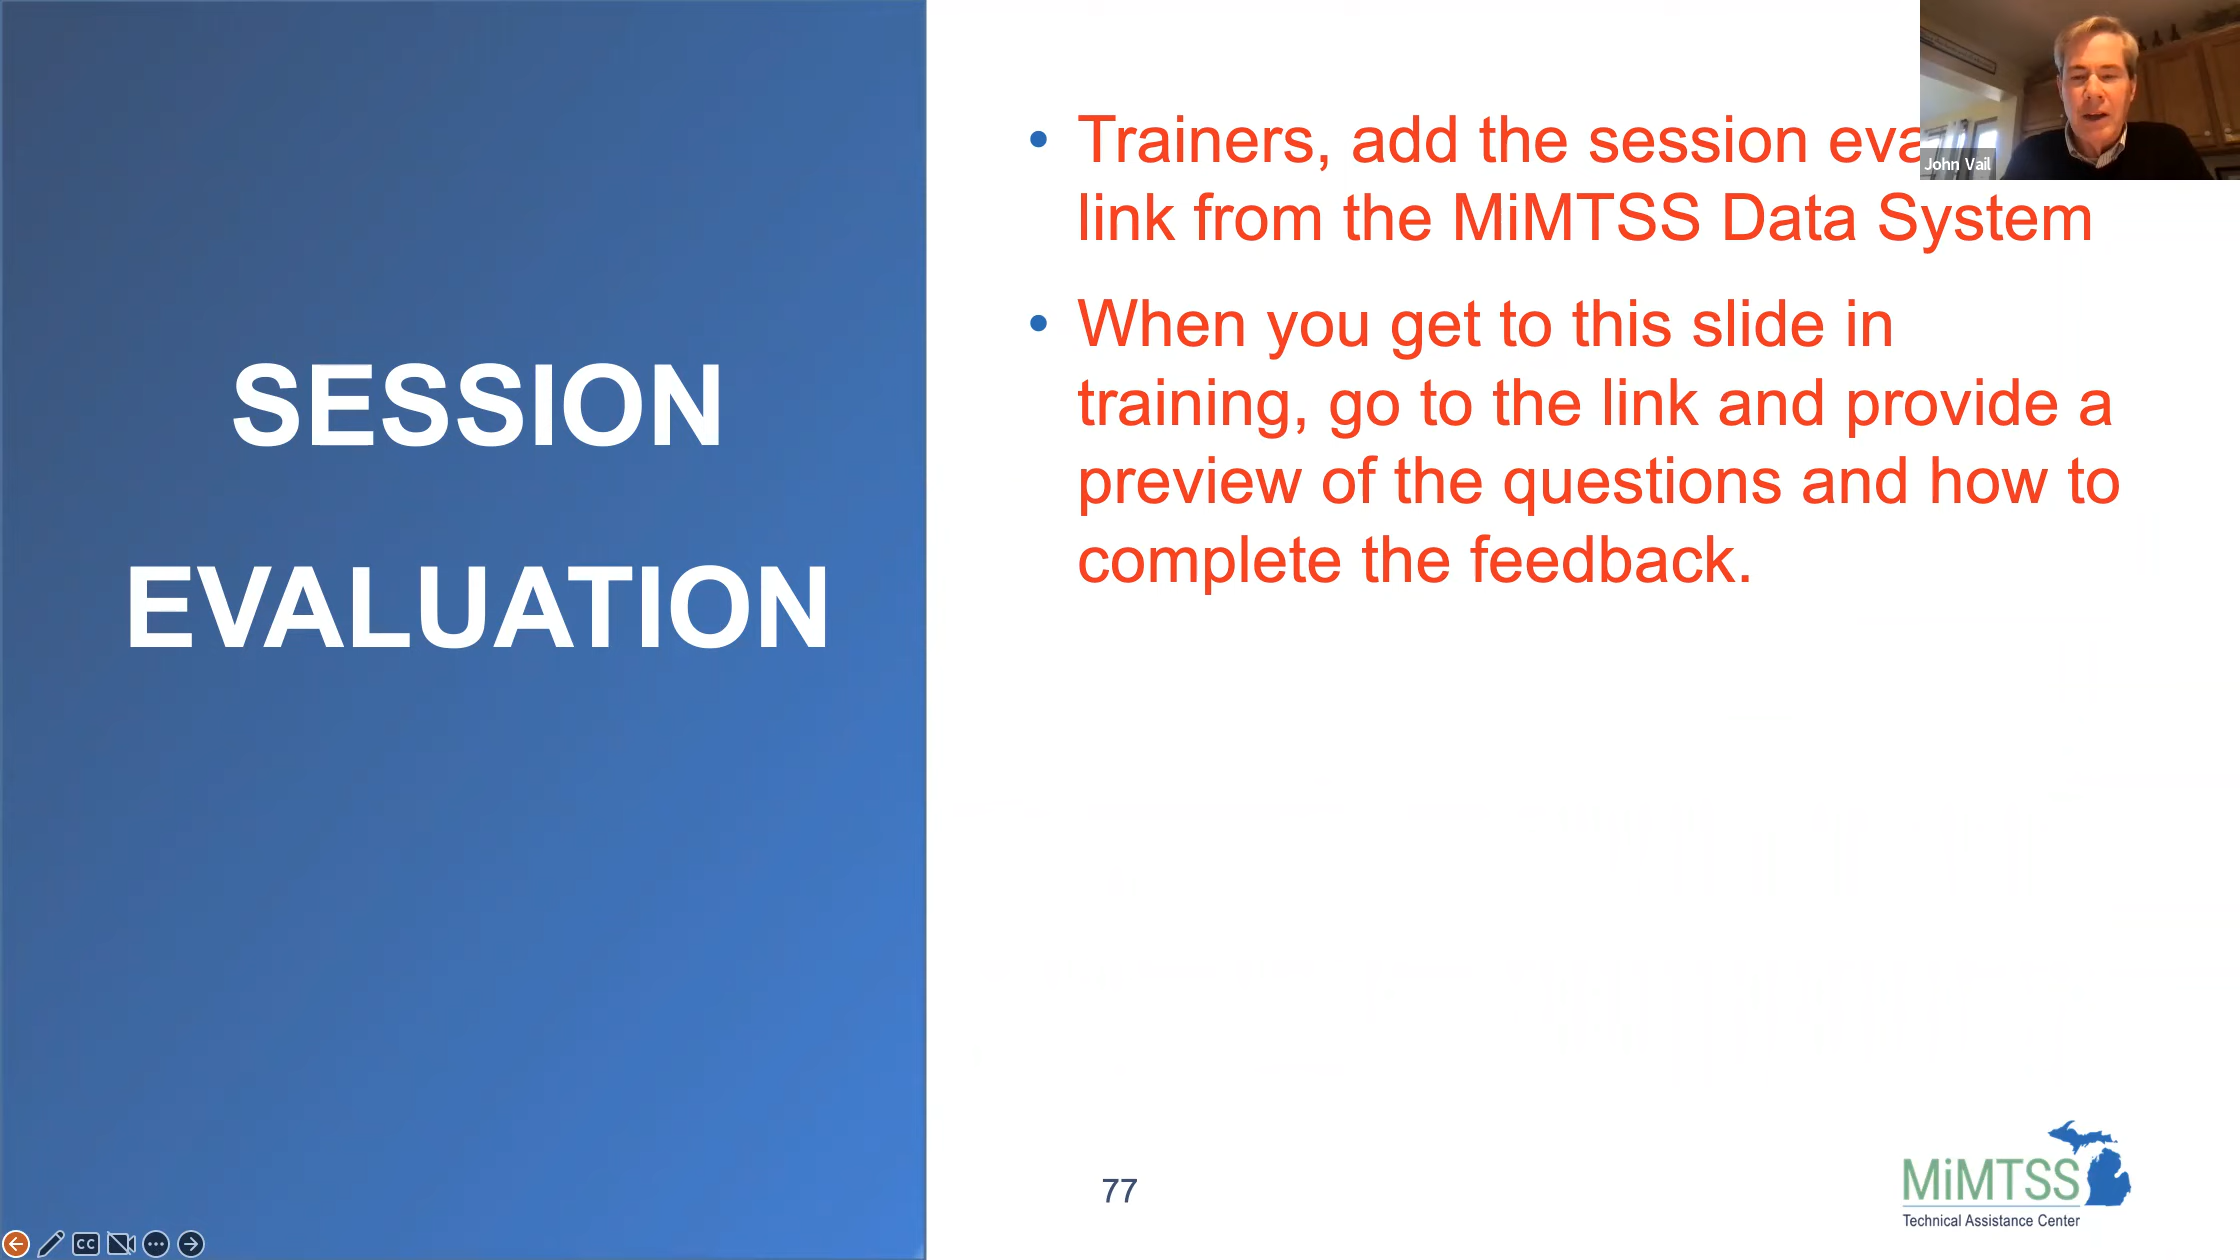 SESSION
EVALUATION
• Trainers, add the session eva
link from the MiMTSS Data System
• When you get to this slide in
training, go to the link and provide a
preview of the questions and how to
complete the feedback.
John Vail
77
MiMTSS
Technical Assistance Center
CC